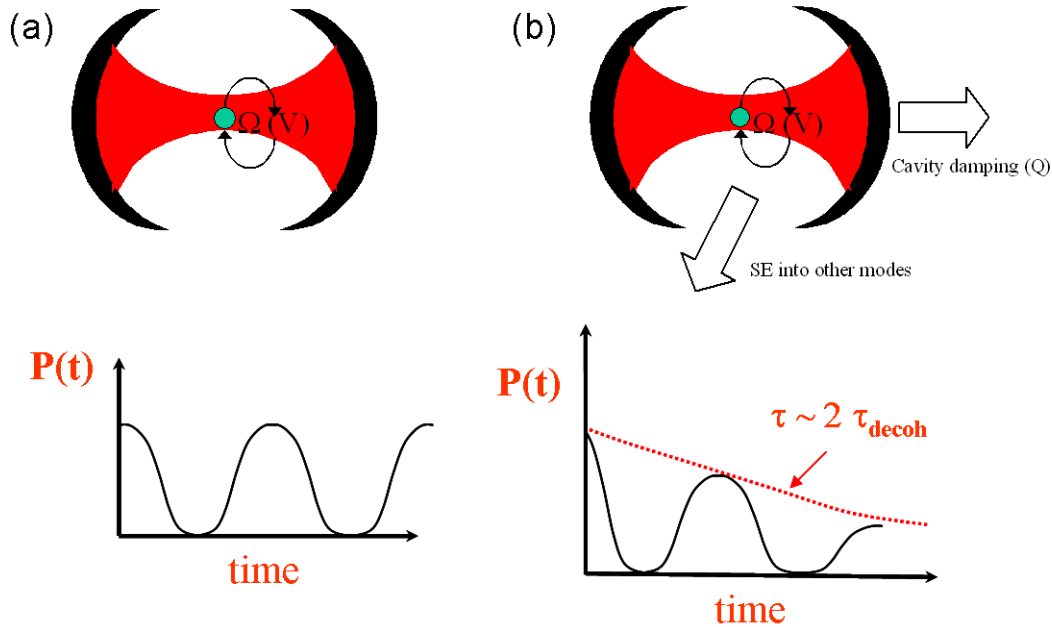 (a)
Ω (V)
P(t)
time
(b)
Ω (V)
Cavity damping (Q)
SE into other modes
P(t)
τ ~ 2 τdecoh
time